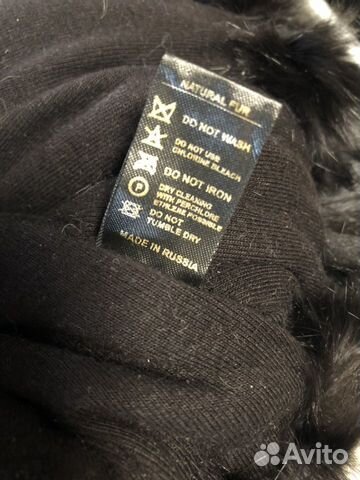 NATURAL FUR
DO NOT WASH
DO NOT USE
CHLORINE BLEACH
DO NOT IRON
P
DRY CLEANING
WITH PERCHLORE
ETHLENE POSSIBLE
DO NOT
TUMBLE DRY
MADE IN RUSSIA
Avito